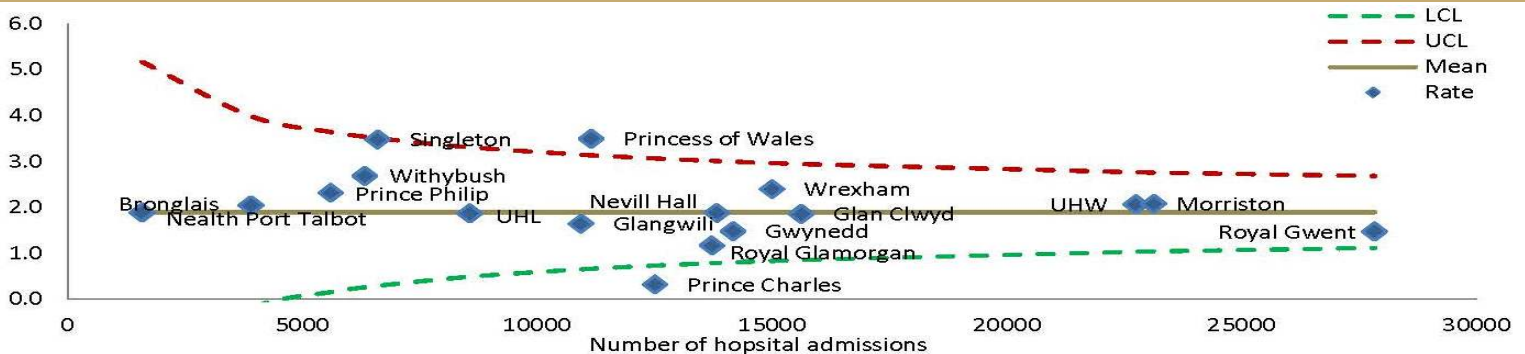 6.0
LCL
UCL
5.0
Mean
4.0
Rate
Singleton
Princess of Wales
3.0
Withybush
Prince Philip
Wrexham
2.0
Bronglais
Nealth Port Talbot
UHL
Nevill Hall
Glangwili
Glan Clwyd
UHW
Morriston
Gwynedd
Royal Gwent
1.0
Royal Glamorgan
Prince Charles
0.0
0 5000 10000 15000 20000 25000 30000
Number of hopsital admissions